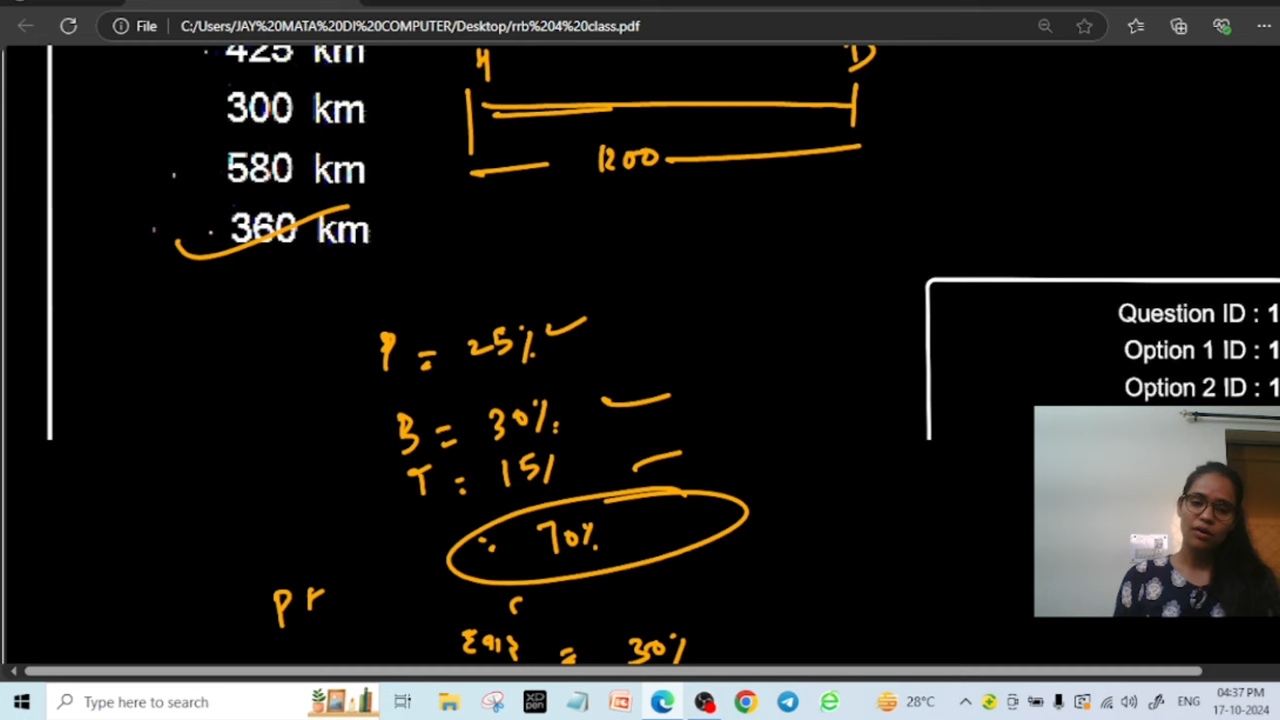 File C:/Users/JAY%20MATA%20DI%20COMPUTER/Desktop/rrb%204%20class.pdf
425 km
300 km
580 km
360 km
H D
1200
P = 25%
B = 30%
T = 15%
70%
Pr
= 30%
Question ID : 1
Option 1 ID : 1
Option 2 ID : 1
Type here to search
28°C
ENG
04:37 PM
17-10-2024